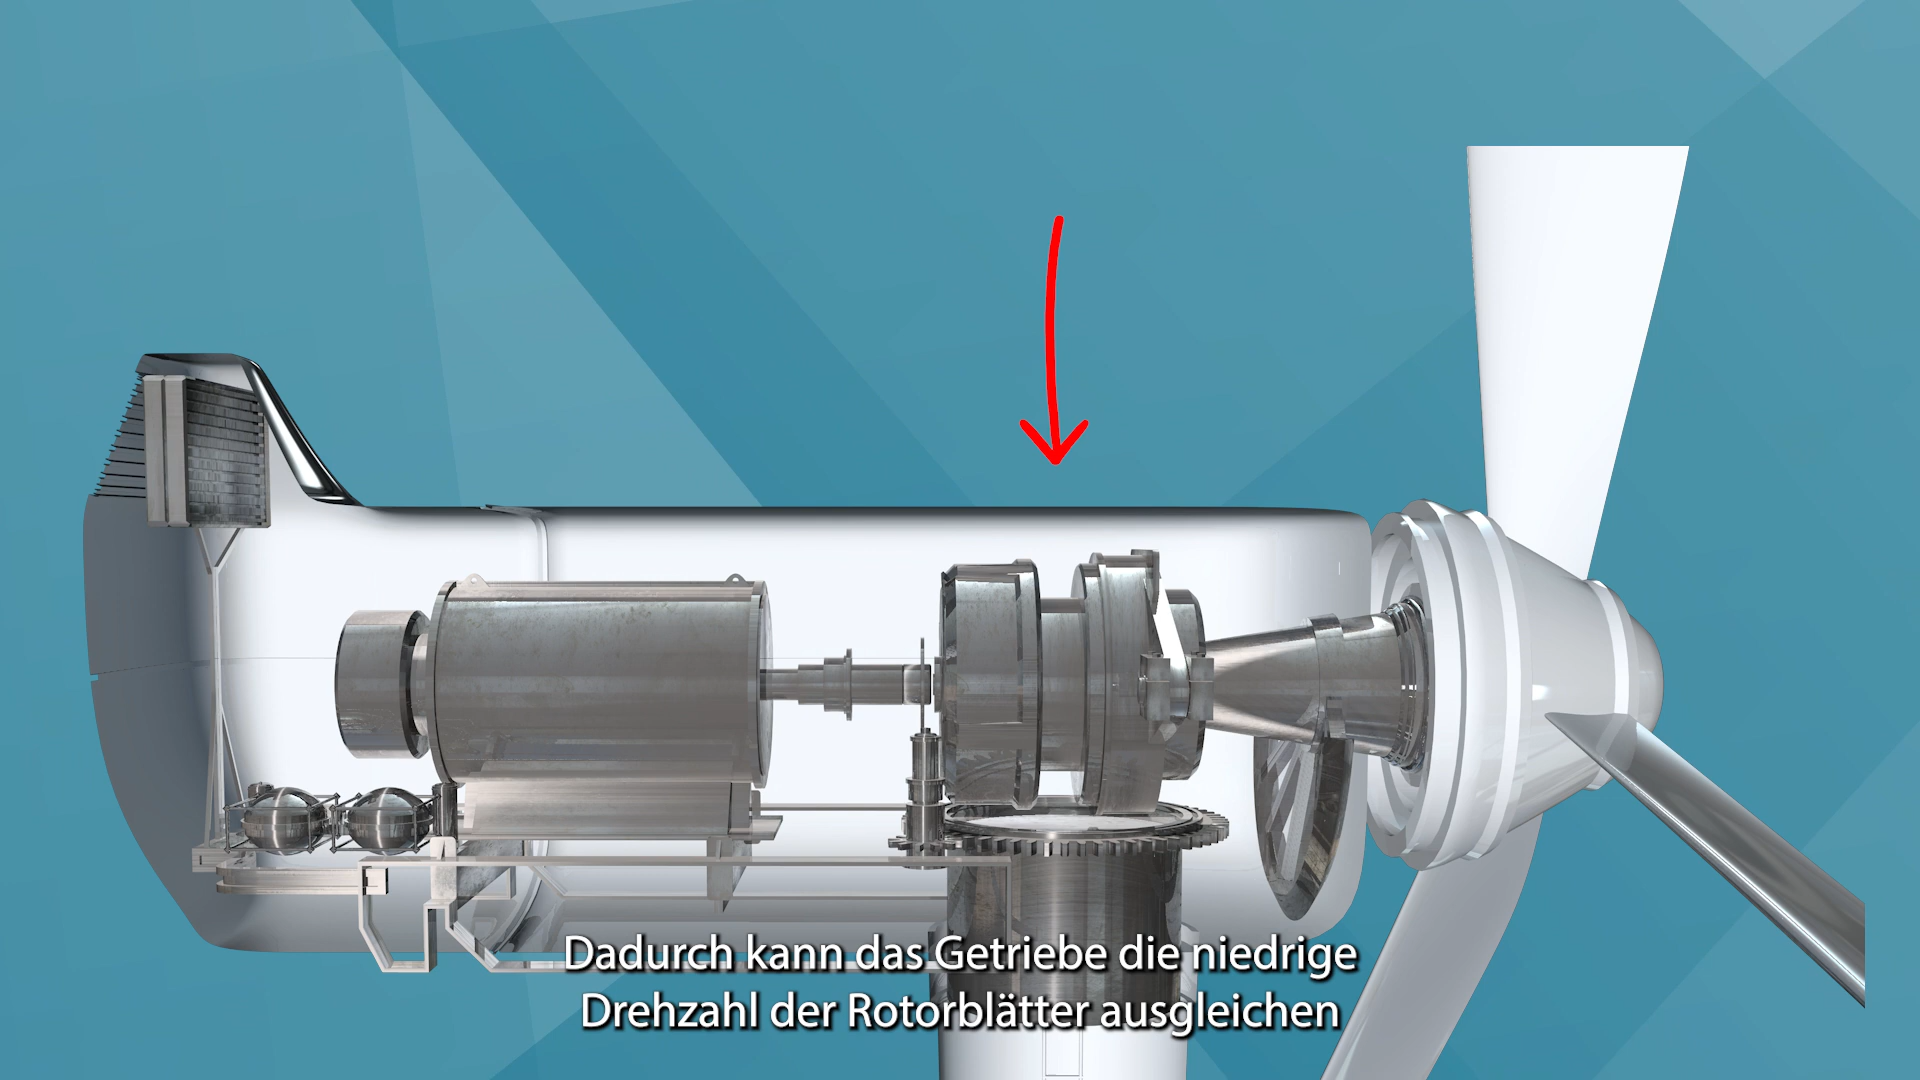 Dadurch kann das Getriebe die niedrige
Drehzahl der Rotorblätter ausgleichen